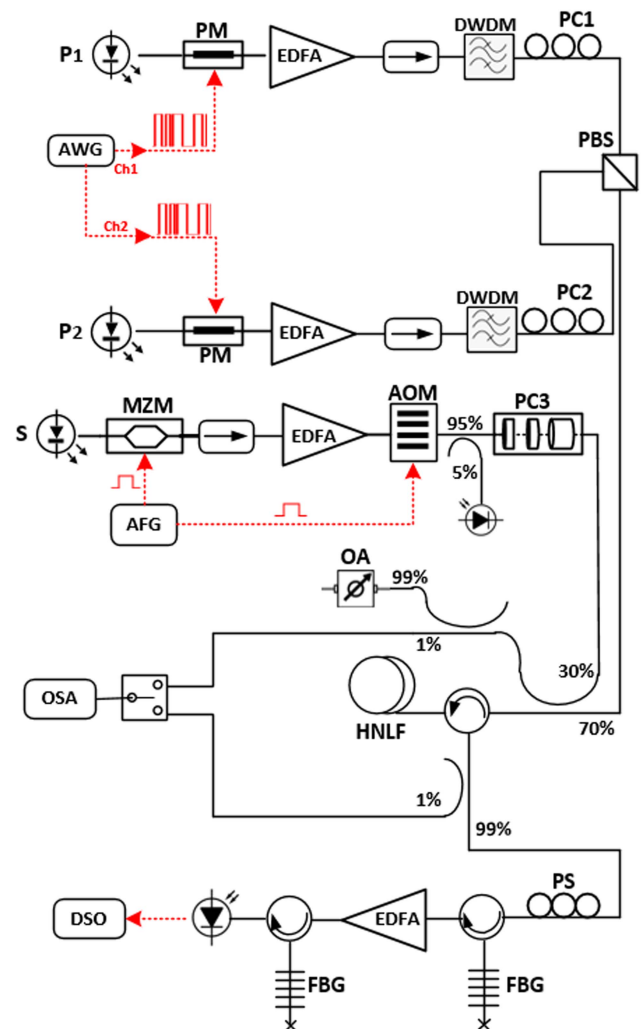 P1
PM
EDFA
DWDM
PC1
AWG
Ch1
PBS
Ch2
P2
PM
EDFA
DWDM
PC2
S
MZM
EDFA
AOM
95%
PC3
5%
AFG
OA
99%
1%
30%
OSA
HNLF
70%
1%
99%
PS
DSO
EDFA
FBG
FBG